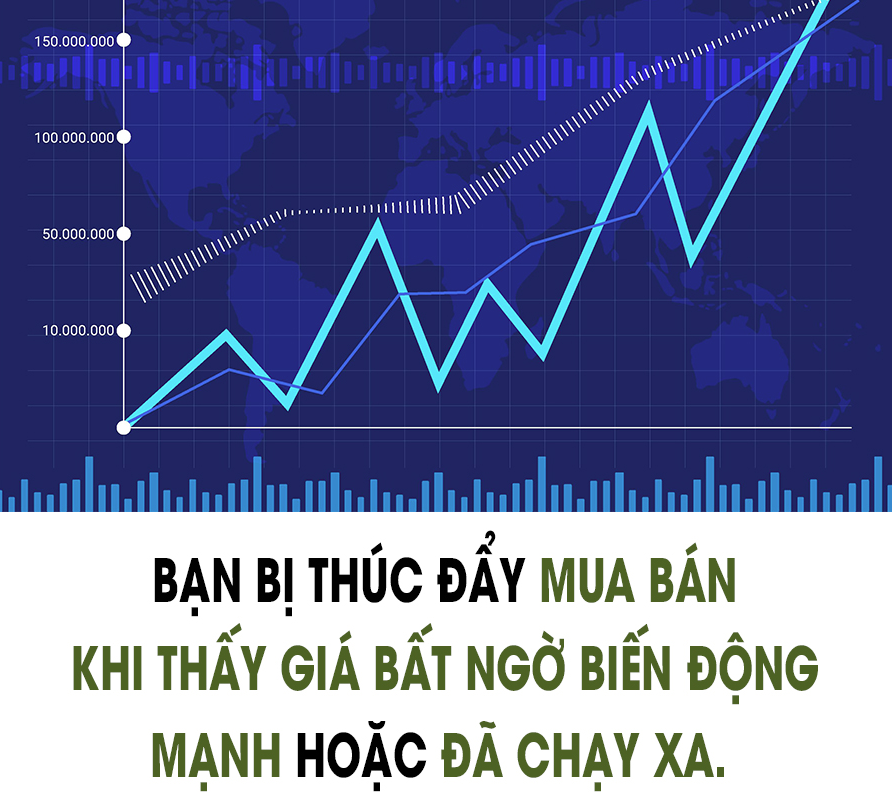 150.000.000
100.000.000
50.000.000
10.000.000
BẠN BỊ THÚC ĐẨY MUA BÁN
KHI THẤY GIÁ BẤT NGỜ BIẾN ĐỘNG
MẠNH HOẶC ĐÃ CHẠY XA.